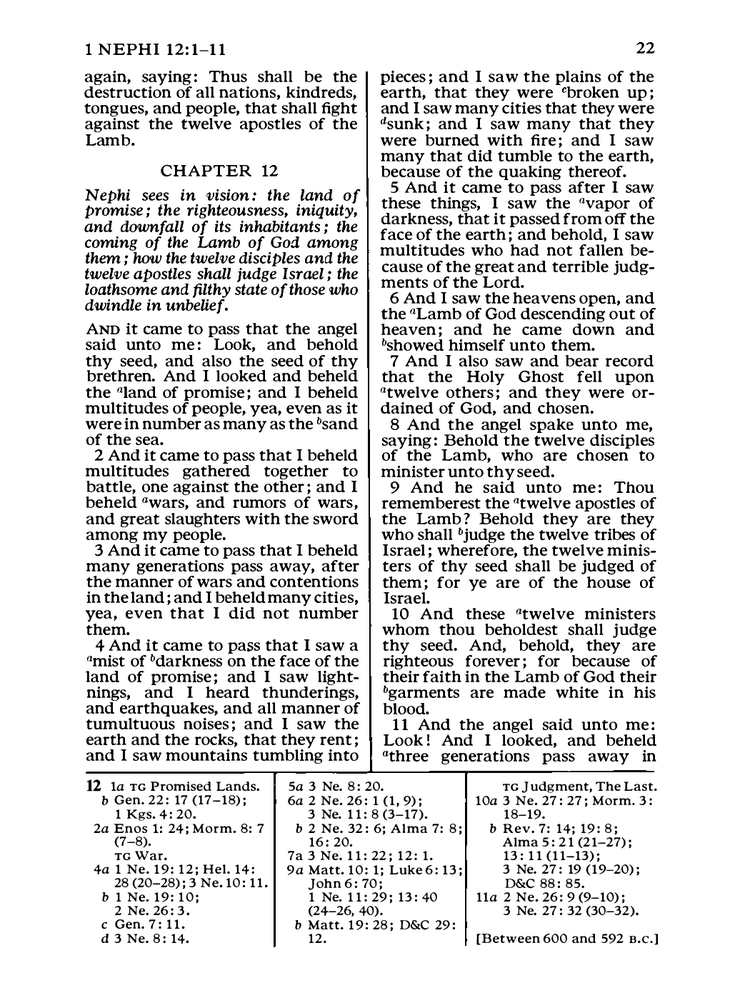 1 NEPHI 12:1–11
22
again, saying: Thus shall be the
destruction of all nations, kindreds,
tongues, and people, that shall fight
against the twelve apostles of the
Lamb.
CHAPTER 12
Nephi sees in vision: the land of
promise; the righteousness, iniquity,
and downfall of its inhabitants; the
coming of the Lamb of God among
them; how the twelve disciples and the
twelve apostles shall judge Israel; the
loathsome and filthy state of those who
dwindle in unbelief.
AND it came to pass that the angel
said unto me: Look, and behold
thy seed, and also the seed of thy
brethren. And I looked and beheld
the aland of promise; and I beheld
multitudes of people, yea, even as it
were in number as many as the bsand
of the sea.
2 And it came to pass that I beheld
multitudes gathered together to
battle, one against the other; and I
beheld awars, and rumors of wars,
and great slaughters with the sword
among my people.
3 And it came to pass that I beheld
many generations pass away, after
the manner of wars and contentions
in the land; and I beheld many cities,
yea, even that I did not number
them.
4 And it came to pass that I saw a
amist of bdarkness on the face of the
land of promise; and I saw light-
nings, and I heard thunderings,
and earthquakes, and all manner of
tumultuous noises; and I saw the
earth and the rocks, that they rent;
and I saw mountains tumbling into
pieces; and I saw the plains of the
earth, that they were cbroken up;
and I saw many cities that they were
dsunk; and I saw many that they
were burned with fire; and I saw
many that did tumble to the earth,
because of the quaking thereof.
5 And it came to pass after I saw
these things, I saw the avapor of
darkness, that it passed from off the
face of the earth; and behold, I saw
multitudes who had not fallen be-
cause of the great and terrible judg-
ments of the Lord.
6 And I saw the heavens open, and
the aLamb of God descending out of
heaven; and he came down and
bshowed himself unto them.
7 And I also saw and bear record
that the Holy Ghost fell upon
atwelve others; and they were or-
dained of God, and chosen.
8 And the angel spake unto me,
saying: Behold the twelve disciples
of the Lamb, who are chosen to
minister unto thy seed.
9 And he said unto me: Thou
rememberest the atwelve apostles of
the Lamb? Behold they are they
who shall bjudge the twelve tribes of
Israel; wherefore, the twelve minis-
ters of thy seed shall be judged of
them; for ye are of the house of
Israel.
10 And these atwelve ministers
whom thou beholdest shall judge
thy seed. And, behold, they are
righteous forever; for because of
their faith in the Lamb of God their
bgarments are made white in his
blood.
11 And the angel said unto me:
Look! And I looked, and beheld
athree generations pass away in
12 1a TG Promised Lands.
b Gen. 22: 17 (17–18);
1 Kgs. 4: 20.
2a Enos 1: 24; Morm. 8: 7
(7–8).
TG War.
4a 1 Ne. 19: 12; Hel. 14:
28 (20–28); 3 Ne. 10: 11.
b 1 Ne. 19: 10;
2 Ne. 26: 3.
c Gen. 7: 11.
d 3 Ne. 8: 14.
5a 3 Ne. 8: 20.
6a 2 Ne. 26: 1 (1, 9);
3 Ne. 11: 8 (3–17).
b 2 Ne. 32: 6; Alma 7: 8;
16: 20.
7a 3 Ne. 11: 22; 12: 1.
9a Matt. 10: 1; Luke 6: 13;
John 6: 70;
1 Ne. 11: 29; 13: 40
(24–26, 40).
b Matt. 19: 28; D&C 29:
12.
TG Judgment, The Last.
10a 3 Ne. 27: 27; Morm. 3:
18–19.
b Rev. 7: 14; 19: 8;
Alma 5: 21 (21–27);
13: 11 (11–13);
3 Ne. 27: 19 (19–20);
D&C 88: 85.
11a 2 Ne. 26: 9 (9–10);
3 Ne. 27: 32 (30–32).
[Between 600 and 592 B.C.]